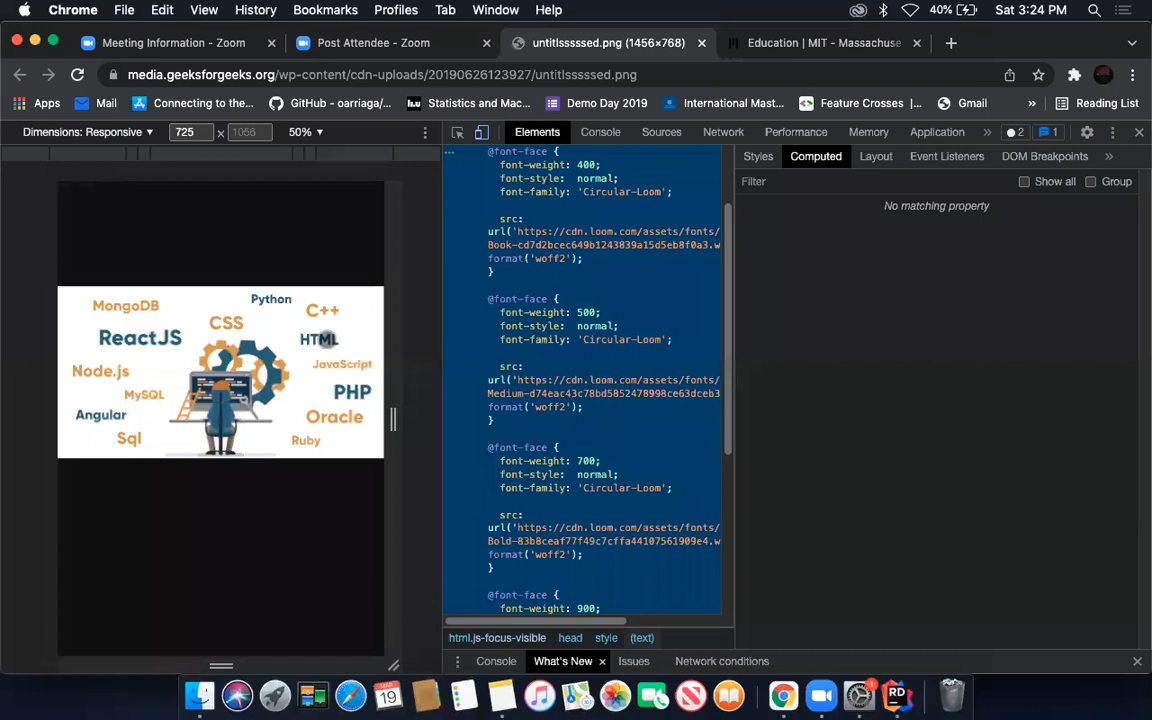 Chrome File Edit View History Bookmarks Profiles Tab Window Help 40% Sat 3:24 PM
Meeting Information - Zoom × Post Attendee - Zoom × untitlsssssed.png (1456×768) × Education | MIT - Massachuse ×
media.geeksforgeeks.org/wp-content/cdn-uploads/20190626123927/untitlsssssed.png
Apps Mail Connecting to the... GitHub - oarriaga/... Statistics and Mac... Demo Day 2019 International Mast... Feature Crosses |... Gmail » Reading List
Dimensions: Responsive 725 × 1056 50% Elements Console Sources Network Performance Memory Application » 2 1
Styles Computed Layout Event Listeners DOM Breakpoints »
Filter Show all Group
No matching property
@font-face {
font-weight: 400;
font-style: normal;
font-family: 'Circular-Loom';
src:
url('https://cdn.loom.com/assets/fonts/
Book-cd7d2bcec649b1243839a15d5eb8f0a3.w
format('woff2');
}
@font-face {
font-weight: 500;
font-style: normal;
font-family: 'Circular-Loom';
src:
url('https://cdn.loom.com/assets/fonts/
Medium-d74eac43c78bd5852478998ce63dceb3
format('woff2');
}
@font-face {
font-weight: 700;
font-style: normal;
font-family: 'Circular-Loom';
src:
url('https://cdn.loom.com/assets/fonts/
Bold-83b8ceaf77f49c7cffa44107561909e4.w
format('woff2');
}
@font-face {
font-weight: 900;
MongoDB
Python
C++
CSS
ReactJS
HTML
JavaScript
Node.js
MySQL
PHP
Angular
Oracle
Sql
Ruby
html.js-focus-visible head style (text)
Console What's New × Issues Network conditions
MAR
19
RD
1